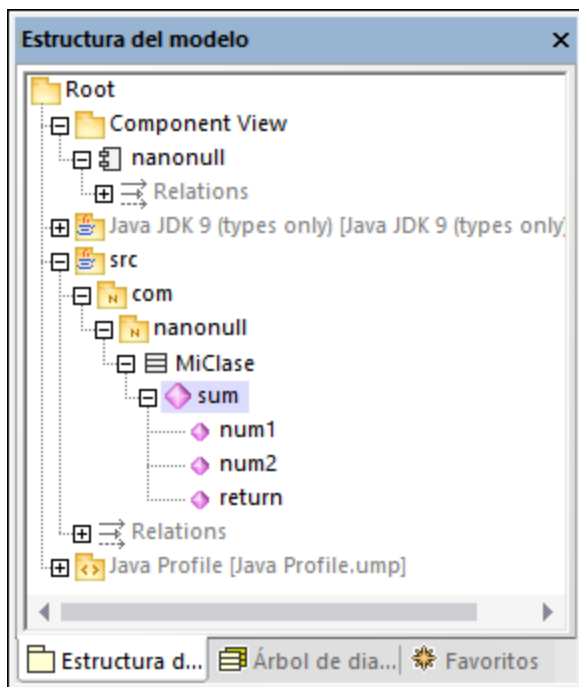 Estructura del modelo
Root
Component View
nanonull
Relations
Java JDK 9 (types only) [Java JDK 9 (types only)
src
N com
N nanonull
MiClase
sum
num1
num2
return
Relations
Java Profile [Java Profile.ump]
Estructura d... Árbol de dia... Favoritos